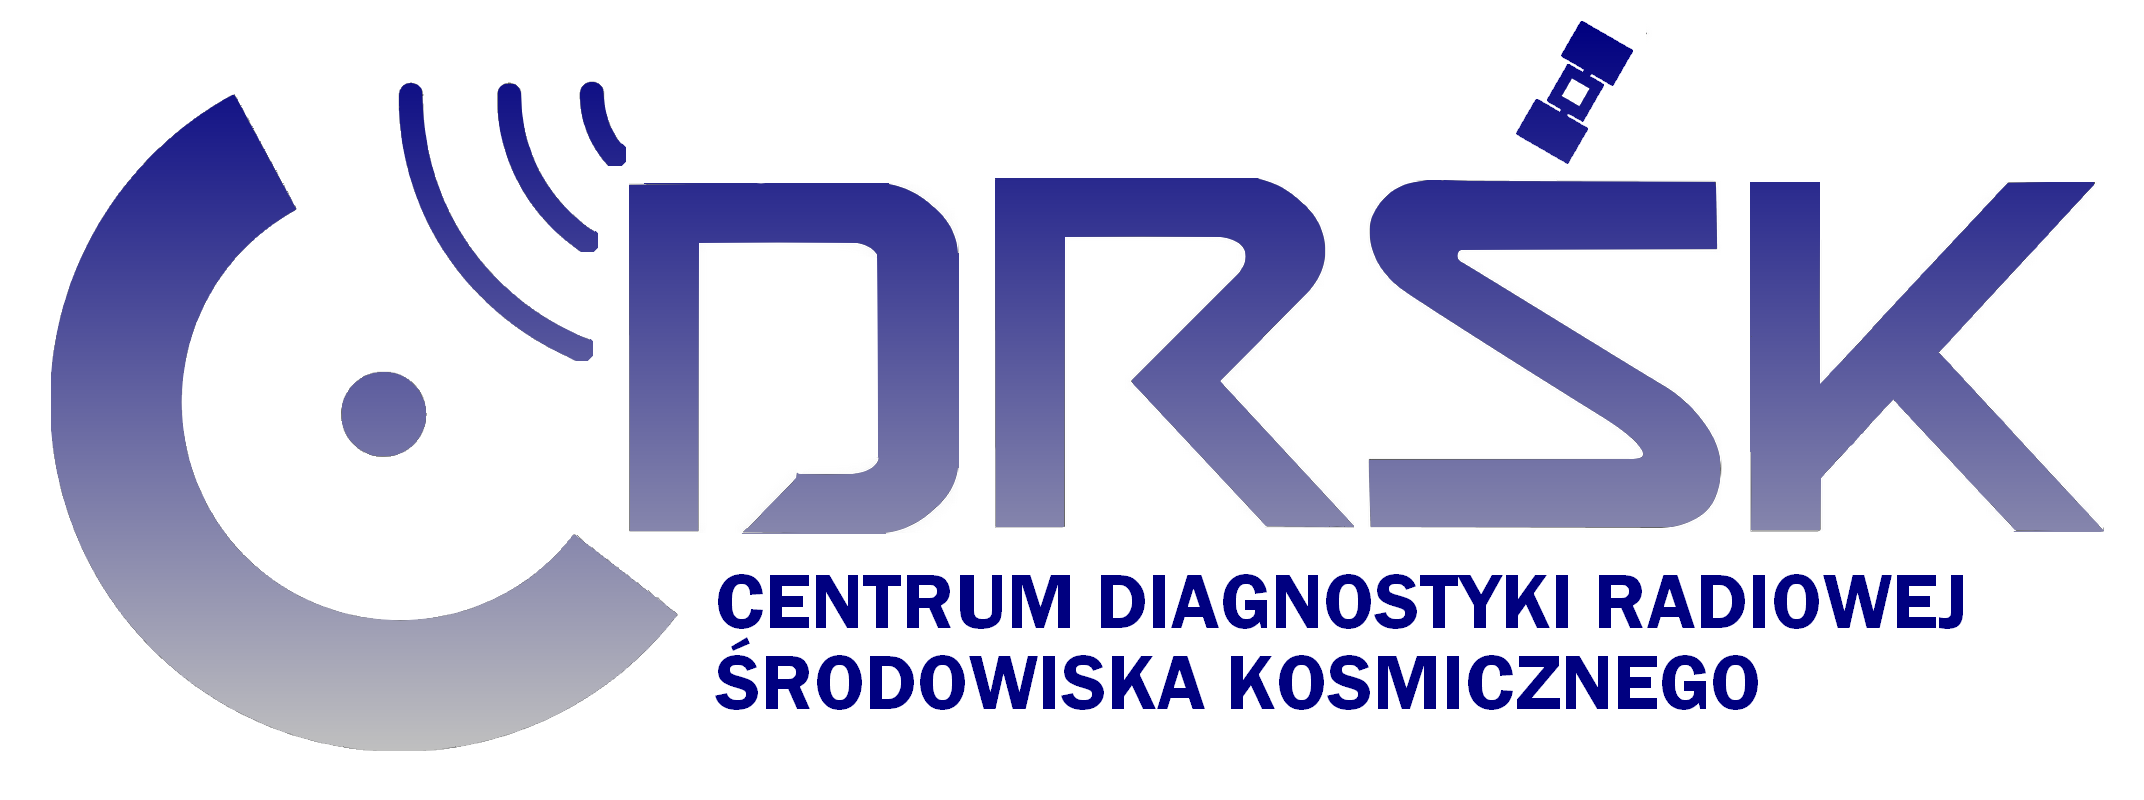 CDRŚK
CENTRUM DIAGNOSTYKI RADIOWEJ
ŚRODOWISKA KOSMICZNEGO